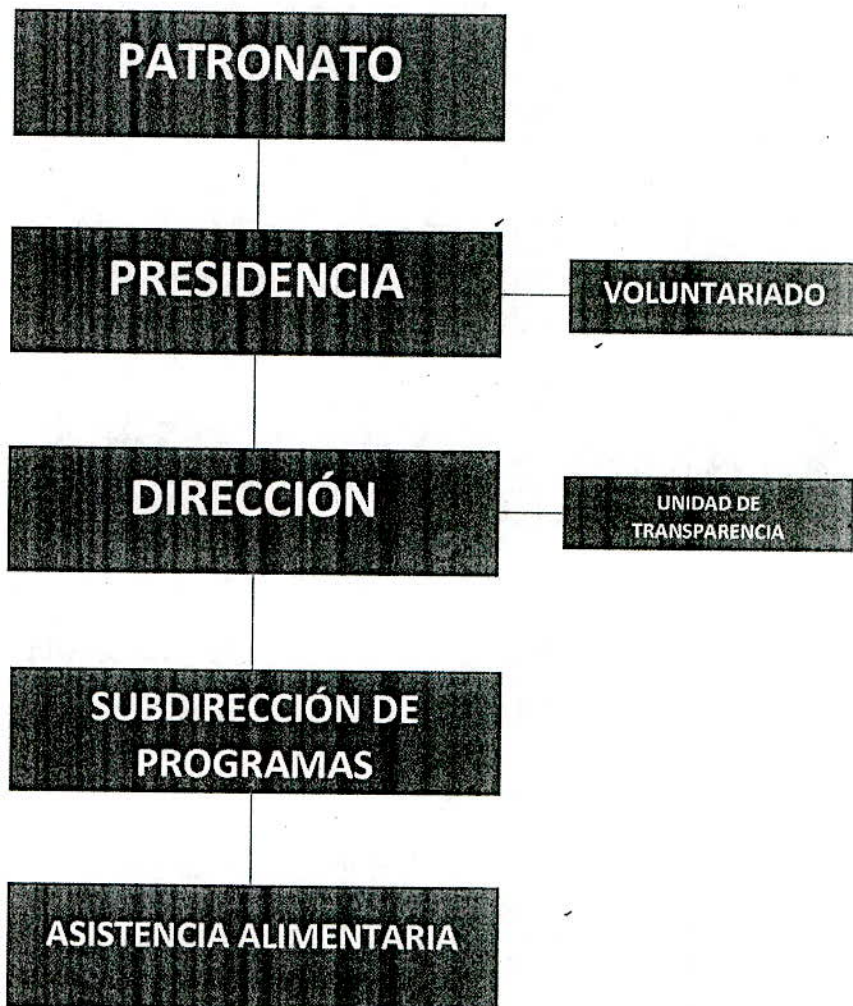 PATRONATO
PRESIDENCIA
VOLUNTARIADO
DIRECCIÓN
UNIDAD DE
TRANSPARENCIA
SUBDIRECCIÓN DE
PROGRAMAS
ASISTENCIA ALIMENTARIA